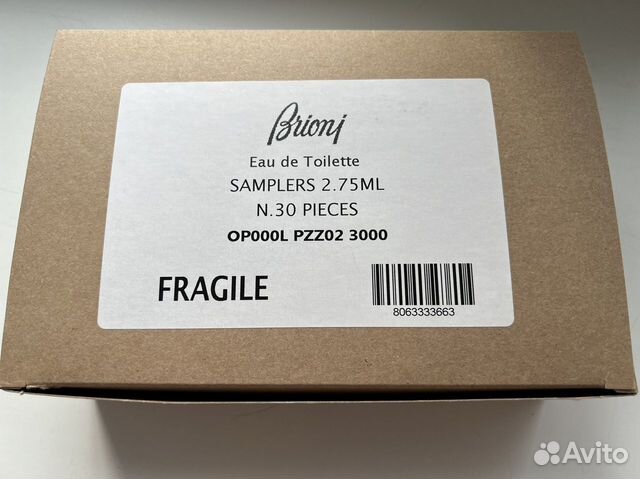 Brioni
Eau de Toilette
SAMPLERS 2.75ML
N.30 PIECES
OP000L PZZ02 3000
FRAGILE
8063333663
Avito